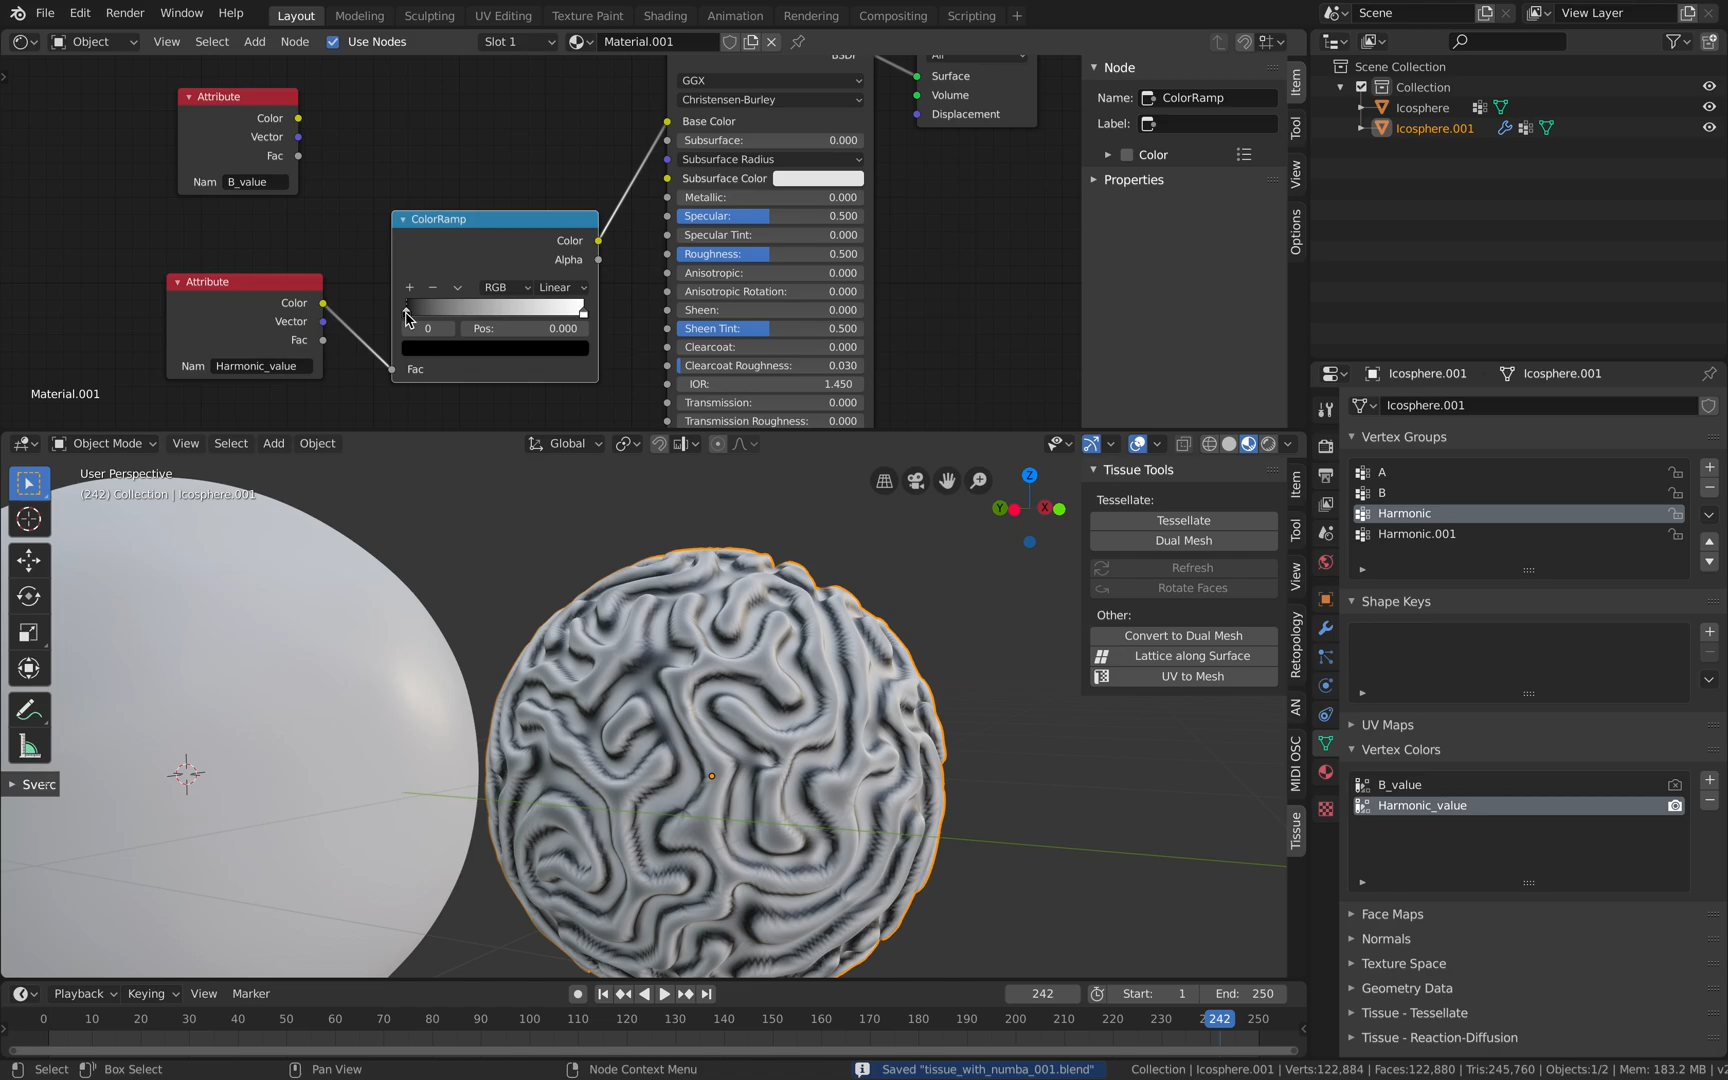 File Edit Render Window Help Layout Modeling Sculpting UV Editing Texture Paint Shading Animation Rendering Compositing Scripting + Scene View Layer
Object View Select Add Node Use Nodes Slot 1 Material.001
Attribute
Color
Vector
Fac
Nam B_value
Attribute
Color
Vector
Fac
Nam Harmonic_value
Material.001
ColorRamp
Color
Alpha
+ − RGB Linear
0 Pos: 0.000
Fac
GGX
Christensen-Burley
Base Color
Subsurface: 0.000
Subsurface Radius
Subsurface Color
Metallic: 0.000
Specular: 0.500
Specular Tint: 0.000
Roughness: 0.500
Anisotropic: 0.000
Anisotropic Rotation: 0.000
Sheen: 0.000
Sheen Tint: 0.500
Clearcoat: 0.000
Clearcoat Roughness: 0.030
IOR: 1.450
Transmission: 0.000
Transmission Roughness: 0.000
Surface
Volume
Displacement
Node
Name: ColorRamp
Label:
Color
Properties
Item
Tool
View
Options
Scene Collection
Collection
Icosphere
Icosphere.001
Object Mode View Select Add Object Global
User Perspective
(242) Collection | Icosphere.001
Z
Y
X
Tissue Tools
Tessellate:
Tessellate
Dual Mesh
Refresh
Rotate Faces
Other:
Convert to Dual Mesh
Lattice along Surface
UV to Mesh
Item
Tool
View
Retopology
AN
MIDI OSC
Tissue
Icosphere.001 Icosphere.001
Icosphere.001
Vertex Groups
A
B
Harmonic
Harmonic.001
Shape Keys
UV Maps
Vertex Colors
B_value
Harmonic_value
Face Maps
Normals
Texture Space
Geometry Data
Tissue - Tessellate
Tissue - Reaction-Diffusion
Playback Keying View Marker 242 Start: 1 End: 250
0 10 20 30 40 50 60 70 80 90 100 110 120 130 140 150 160 170 180 190 200 210 220 230 242 250
Select Box Select Pan View Node Context Menu Saved "tissue_with_numba_001.blend" Collection | Icosphere.001 | Verts:122,884 | Faces:122,880 | Tris:245,760 | Objects:1/2 | Mem: 183.2 MB |